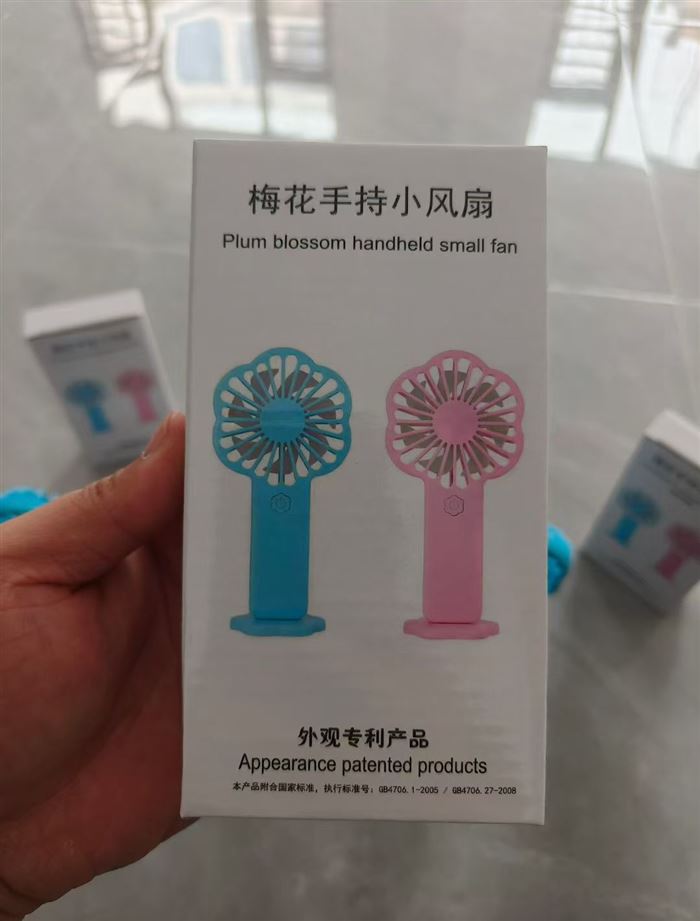 梅花手持小风扇
Plum blossom handheld small fan
外观专利产品
Appearance patented products
本产品附合国家标准，执行标准号：GB4706.1-2005 / GB4706.27-2008